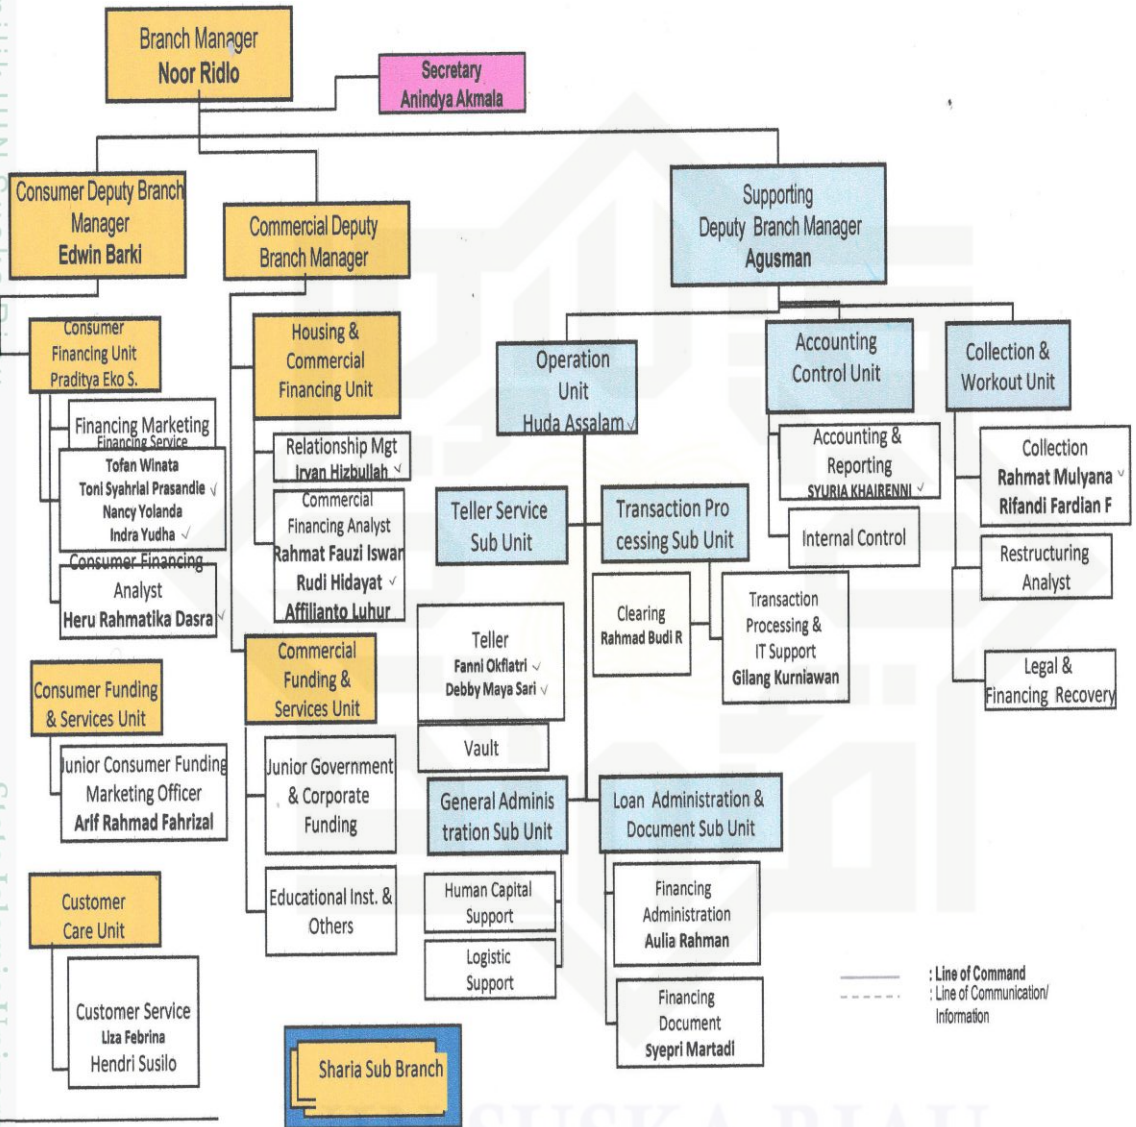 Branch Manager
Noor Ridlo
Secretary
Anindya Akmala
Consumer Deputy Branch
Manager
Edwin Barki
Commercial Deputy
Branch Manager
Supporting
Deputy Branch Manager
Agusman
Consumer
Financing Unit
Praditya Eko S.
Financing Marketing
Financing Service
Tofan Winata
Toni Syahrial Prasandie
Nancy Yolanda
Indra Yudha
Consumer Financing
Analyst
Heru Rahmatika Dasra
Consumer Funding
& Services Unit
Junior Consumer Funding
Marketing Officer
Arif Rahmad Fahrizal
Customer
Care Unit
Customer Service
Liza Febrina
Hendri Susilo
Housing &
Commercial
Financing Unit
Relationship Mgt
Irvan Hizbullah
Commercial
Financing Analyst
Rahmat Fauzi Iswar
Rudi Hidayat
Affilianto Luhur
Commercial
Funding &
Services Unit
Junior Government
& Corporate
Funding
Educational Inst. &
Others
Operation
Unit
Huda Assalam
Teller Service
Sub Unit
Transaction Pro
cessing Sub Unit
Teller
Fanni Okfiatri
Debby Maya Sari
Vault
Clearing
Rahmad Budi R
Transaction
Processing &
IT Support
Gilang Kurniawan
General Adminis
tration Sub Unit
Human Capital
Support
Logistic
Support
Loan Administration &
Document Sub Unit
Financing
Administration
Aulia Rahman
Financing
Document
Syepri Martadi
Accounting
Control Unit
Accounting &
Reporting
SYURIA KHAIRENNI
Internal Control
Collection &
Workout Unit
Collection
Rahmat Mulyana
Rifandi Fardian F
Restructuring
Analyst
Legal &
Financing Recovery
Sharia Sub Branch
: Line of Command
: Line of Communication/
Information
SUSKA RIAU